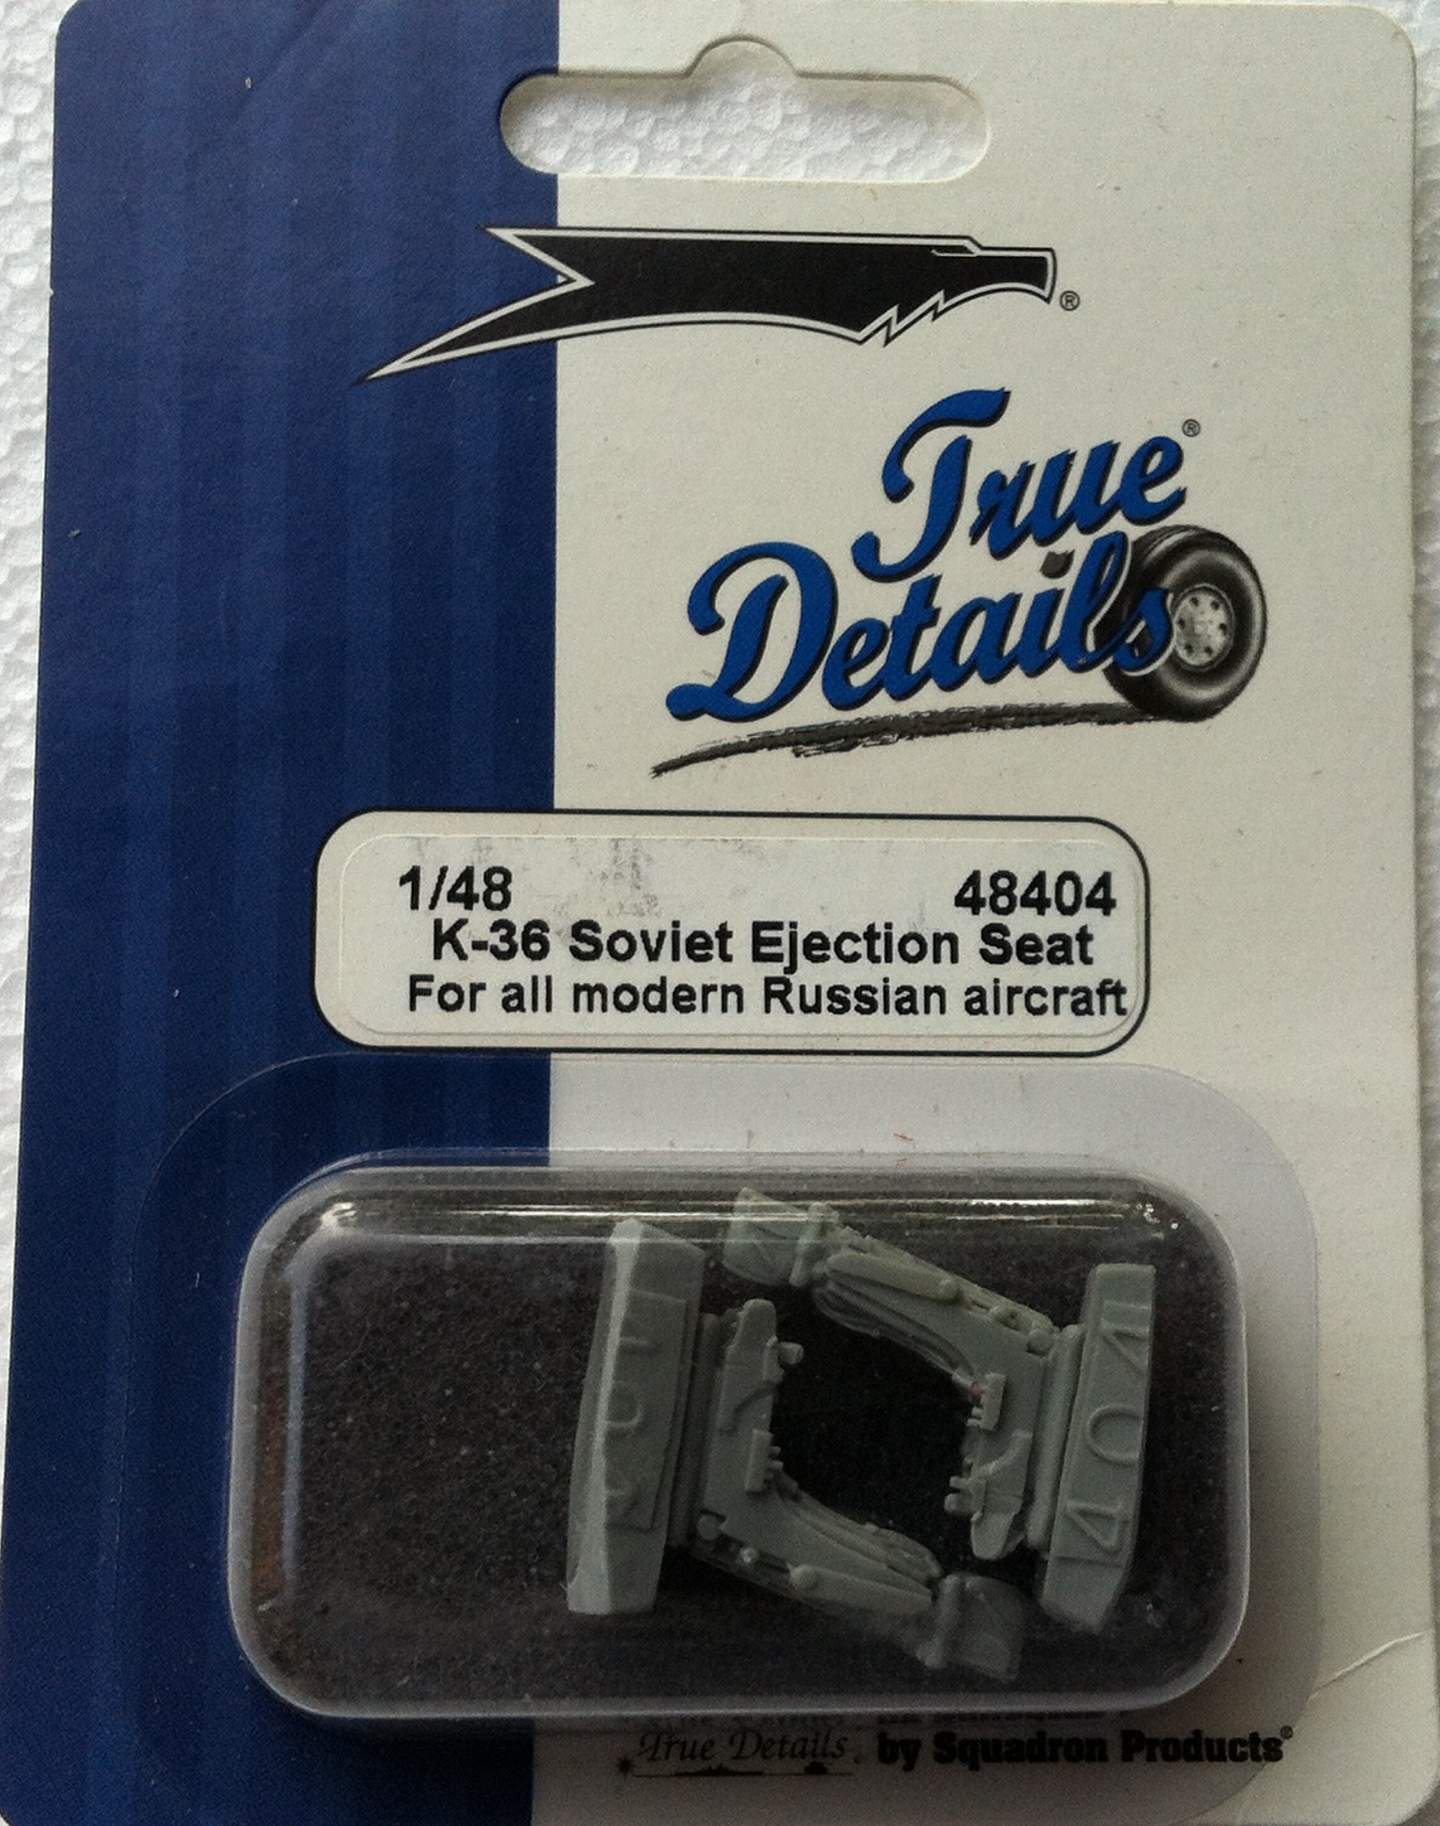 ®
True ®
Details
1/48 48404
K-36 Soviet Ejection Seat
For all modern Russian aircraft
404
404
True Details. by Squadron Products®